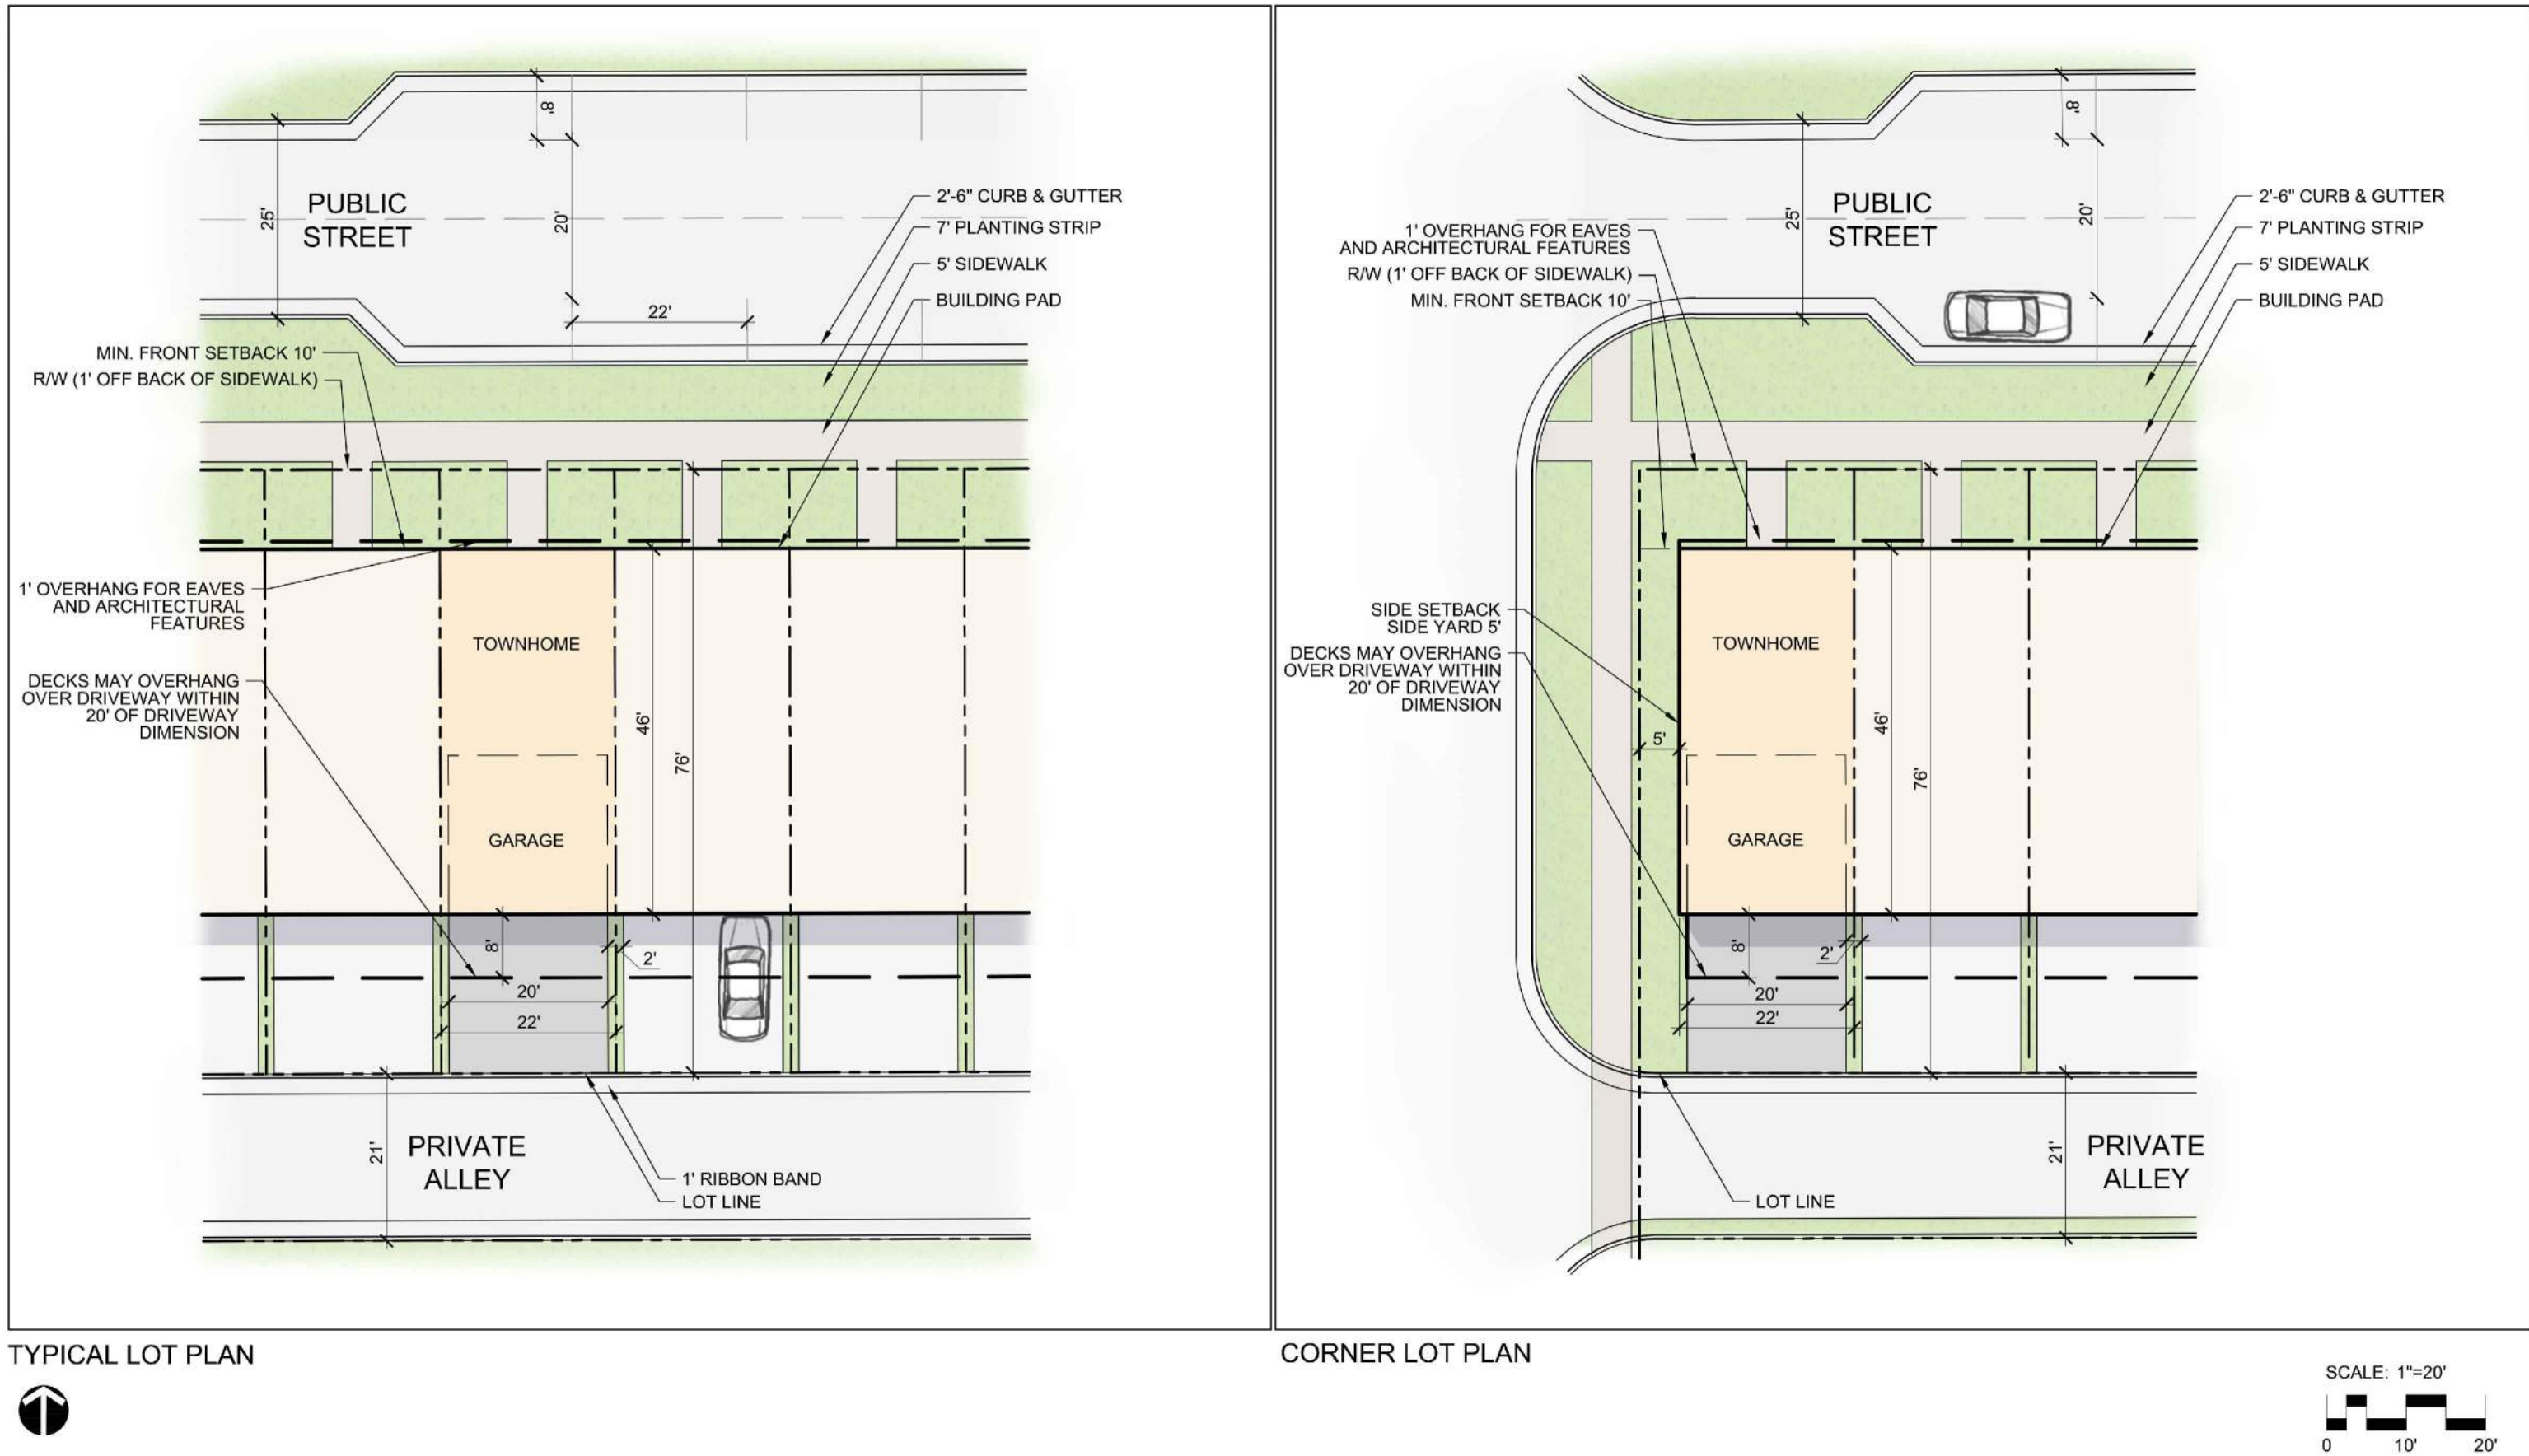 8'
25'
PUBLIC
STREET
20'
2'-6" CURB & GUTTER
7' PLANTING STRIP
5' SIDEWALK
BUILDING PAD
22'
MIN. FRONT SETBACK 10'
R/W (1' OFF BACK OF SIDEWALK)
1' OVERHANG FOR EAVES
AND ARCHITECTURAL
FEATURES
TOWNHOME
DECKS MAY OVERHANG
OVER DRIVEWAY WITHIN
20' OF DRIVEWAY
DIMENSION
46'
76'
GARAGE
8'
2'
20'
22'
21'
PRIVATE
ALLEY
1' RIBBON BAND
LOT LINE
TYPICAL LOT PLAN
8'
25'
PUBLIC
STREET
20'
2'-6" CURB & GUTTER
7' PLANTING STRIP
5' SIDEWALK
BUILDING PAD
1' OVERHANG FOR EAVES
AND ARCHITECTURAL FEATURES
R/W (1' OFF BACK OF SIDEWALK)
MIN. FRONT SETBACK 10'
SIDE SETBACK
SIDE YARD 5'
DECKS MAY OVERHANG
OVER DRIVEWAY WITHIN
20' OF DRIVEWAY
DIMENSION
TOWNHOME
5'
46'
76'
GARAGE
8'
2'
20'
22'
21'
PRIVATE
ALLEY
LOT LINE
CORNER LOT PLAN
SCALE: 1"=20'
0 10' 20'